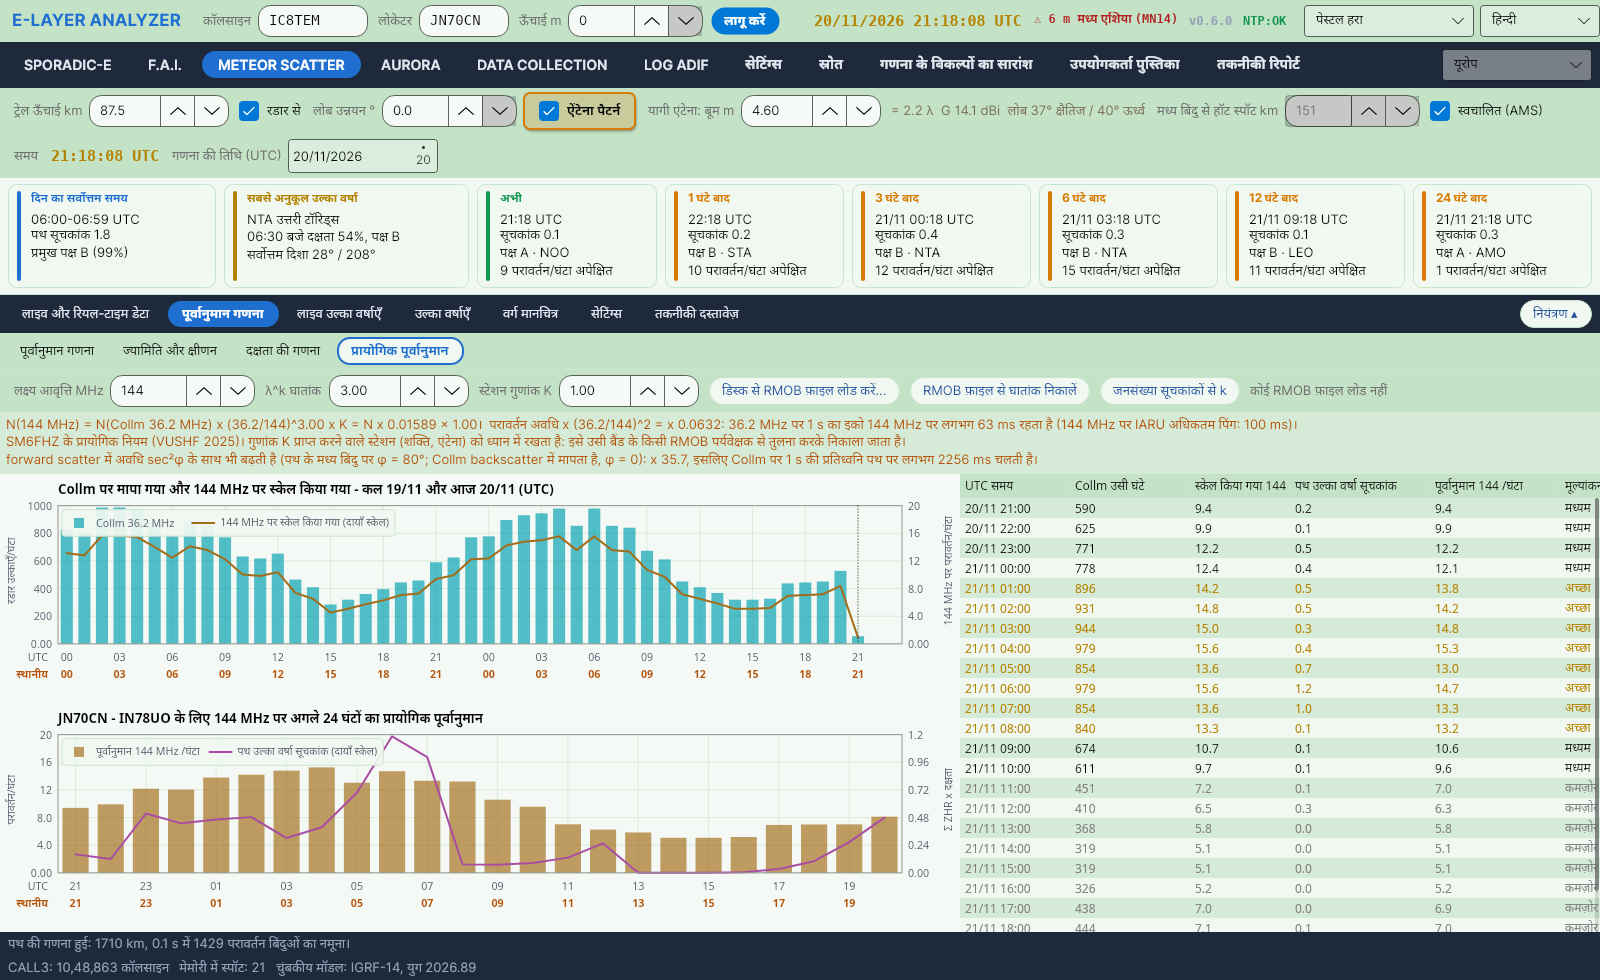 E-LAYER ANALYZER कॉलसाइन IC8TEM लोकेटर JN70CN ऊँचाई m 0 लागू करें 20/11/2026 21:18:08 UTC ⚠ 6 m मध्य एशिया (MN14) v0.6.0 NTP:OK पेस्टल हरा हिन्दी
SPORADIC-E F.A.I. METEOR SCATTER AURORA DATA COLLECTION LOG ADIF सेटिंग्स स्रोत गणना के विकल्पों का सारांश उपयोगकर्ता पुस्तिका तकनीकी रिपोर्ट यूरोप
ट्रेल ऊँचाई km 87.5 रडार से लोब उन्नयन ° 0.0 ऐंटेना पैटर्न यागी एंटेना: बूम m 4.60 = 2.2 λ G 14.1 dBi लोब 37° क्षैतिज / 40° ऊर्ध्व मध्य बिंदु से हॉट स्पॉट km 151 स्वचालित (AMS)
समय 21:18:08 UTC गणना की तिथि (UTC) 20/11/2026 20
दिन का सर्वोत्तम समय
06:00-06:59 UTC
पथ सूचकांक 1.8
प्रमुख पक्ष B (99%)
सबसे अनुकूल उल्का वर्षा
NTA उत्तरी टॉरिड्स
06:30 बजे दक्षता 54%, पक्ष B
सर्वोत्तम दिशा 28° / 208°
अभी
21:18 UTC
सूचकांक 0.1
पक्ष A · NOO
9 परावर्तन/घंटा अपेक्षित
1 घंटे बाद
22:18 UTC
सूचकांक 0.2
पक्ष B · STA
10 परावर्तन/घंटा अपेक्षित
3 घंटे बाद
21/11 00:18 UTC
सूचकांक 0.4
पक्ष B · NTA
12 परावर्तन/घंटा अपेक्षित
6 घंटे बाद
21/11 03:18 UTC
सूचकांक 0.3
पक्ष B · NTA
15 परावर्तन/घंटा अपेक्षित
12 घंटे बाद
21/11 09:18 UTC
सूचकांक 0.1
पक्ष B · LEO
11 परावर्तन/घंटा अपेक्षित
24 घंटे बाद
21/11 21:18 UTC
सूचकांक 0.3
पक्ष A · AMO
1 परावर्तन/घंटा अपेक्षित
लाइव और रियल-टाइम डेटा पूर्वानुमान गणना लाइव उल्का वर्षाएँ उल्का वर्षाएँ वर्ग मानचित्र सेटिंग्स तकनीकी दस्तावेज़ नियंत्रण ▴
पूर्वानुमान गणना ज्यामिति और क्षीणन दक्षता की गणना प्रायोगिक पूर्वानुमान
लक्ष्य आवृत्ति MHz 144 λ^k घातांक 3.00 स्टेशन गुणांक K 1.00 डिस्क से RMOB फ़ाइल लोड करें... RMOB फ़ाइल से घातांक निकालें जनसंख्या सूचकांकों से k कोई RMOB फ़ाइल लोड नहीं
N(144 MHz) = N(Collm 36.2 MHz) x (36.2/144)^3.00 x K = N x 0.01589 × 1.00। परावर्तन अवधि x (36.2/144)^2 = x 0.0632: 36.2 MHz पर 1 s का इको 144 MHz पर लगभग 63 ms रहता है (144 MHz पर IARU अधिकतम पिंग: 100 ms)।
SM6FHZ के प्रायोगिक नियम (VUSHF 2025)। गुणांक K प्राप्त करने वाले स्टेशन (शक्ति, एंटेना) को ध्यान में रखता है: इसे उसी बैंड के किसी RMOB पर्यवेक्षक से तुलना करके निकाला जाता है।
forward scatter में अवधि sec²φ के साथ भी बढ़ती है (पथ के मध्य बिंदु पर φ = 80°; Collm backscatter में मापता है, φ = 0): x 35.7, इसलिए Collm पर 1 s की प्रतिध्वनि पथ पर लगभग 2256 ms चलती है।
Collm पर मापा गया और 144 MHz पर स्केल किया गया - कल 19/11 और आज 20/11 (UTC)
Collm 36.2 MHz 144 MHz पर स्केल किया गया (दायाँ स्केल)
रडार उल्काएँ/घंटा
1000
800
600
400
200
0.00
20
16
12
8.0
4.0
0.00
144 MHz पर परावर्तन/घंटा
UTC 00 03 06 09 12 15 18 21 00 03 06 09 12 15 18 21
स्थानीय 00 03 06 09 12 15 18 21 00 03 06 09 12 15 18 21
JN70CN - IN78UO के लिए 144 MHz पर अगले 24 घंटों का प्रायोगिक पूर्वानुमान
पूर्वानुमान 144 MHz /घंटा पथ उल्का वर्षा सूचकांक (दायाँ स्केल)
परावर्तन/घंटा
20
16
12
8.0
4.0
0.00
1.2
0.96
0.72
0.48
0.24
0.00
Σ ZHR x दक्षता
UTC 21 23 01 03 05 07 09 11 13 15 17 19
स्थानीय 21 23 01 03 05 07 09 11 13 15 17 19
UTC समय Collm उसी घंटे स्केल किया गया 144 पथ उल्का वर्षा सूचकांक पूर्वानुमान 144 /घंटा मूल्यांकन
20/11 21:00 590 9.4 0.2 9.4 मध्यम
20/11 22:00 625 9.9 0.1 9.9 मध्यम
20/11 23:00 771 12.2 0.5 12.2 मध्यम
21/11 00:00 778 12.4 0.4 12.1 मध्यम
21/11 01:00 896 14.2 0.5 13.8 अच्छा
21/11 02:00 931 14.8 0.5 14.2 अच्छा
21/11 03:00 944 15.0 0.3 14.8 अच्छा
21/11 04:00 979 15.6 0.4 15.3 अच्छा
21/11 05:00 854 13.6 0.7 13.0 अच्छा
21/11 06:00 979 15.6 1.2 14.7 अच्छा
21/11 07:00 854 13.6 1.0 13.3 अच्छा
21/11 08:00 840 13.3 0.1 13.2 अच्छा
21/11 09:00 674 10.7 0.1 10.6 मध्यम
21/11 10:00 611 9.7 0.1 9.6 मध्यम
21/11 11:00 451 7.2 0.1 7.0 कमज़ोर
21/11 12:00 410 6.5 0.3 6.3 कमज़ोर
21/11 13:00 368 5.8 0.0 5.8 कमज़ोर
21/11 14:00 319 5.1 0.0 5.1 कमज़ोर
21/11 15:00 319 5.1 0.0 5.1 कमज़ोर
21/11 16:00 326 5.2 0.0 5.2 कमज़ोर
21/11 17:00 438 7.0 0.0 6.9 कमज़ोर
21/11 18:00 444 7.1 0.1 7.0 कमज़ोर
पथ की गणना हुई: 1710 km, 0.1 s में 1429 परावर्तन बिंदुओं का नमूना।
CALL3: 10,48,863 कॉलसाइन मेमोरी में स्पॉट: 21 चुंबकीय मॉडल: IGRF-14, युग 2026.89